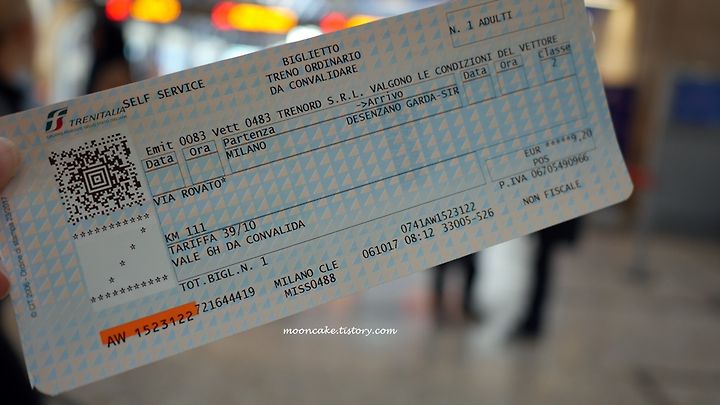 N. 1 ADULTI
BIGLIETTO
TRENO ORDINARIO
DA CONVALIDARE
TRENITALIA SELF SERVICE
Emit 0083 Vett 0483 TRENORD S.R.L. VALGONO LE CONDIZIONI DEL VETTORE
Data Ora Partenza ->Arrivo Data Ora Classe
MILANO DESENZANO GARDA-SIR 2
VIA ROVATO*
EUR *****9,20
POS
P.IVA 06705490966
KM 111
TARIFFA 39/10
VALE 6H DA CONVALIDA
NON FISCALE
TOT.BIGL.N. 1
0741AW1523122
MILANO CLE 061017 08:12 33005-526
721644419 MISS0488
AW 1523122
mooncake.tistory.com